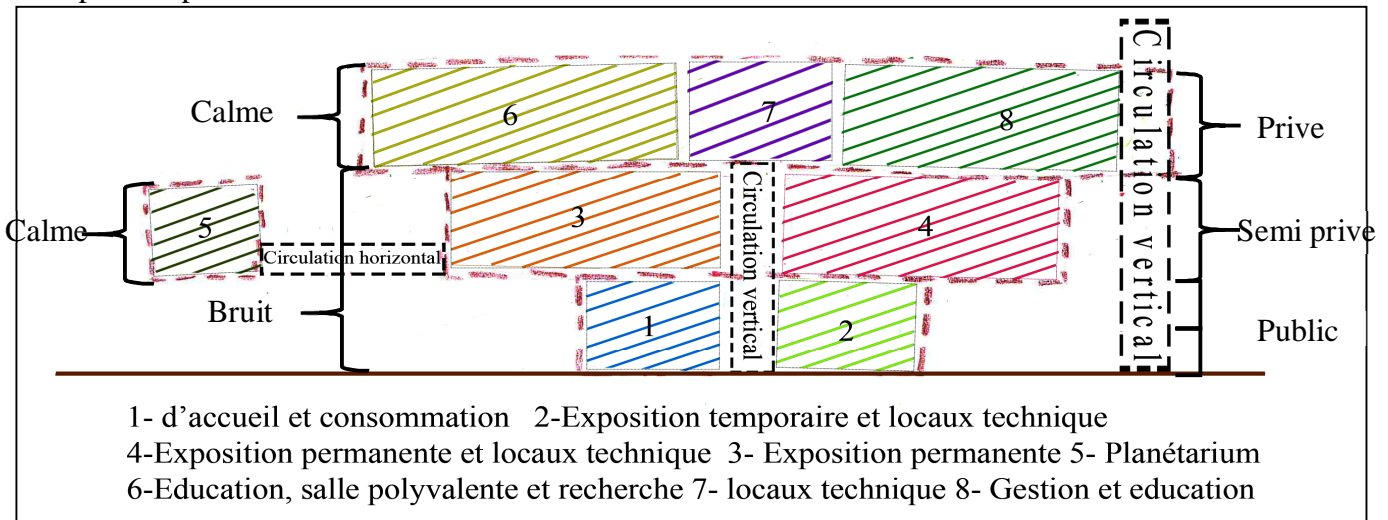 Circulation vertical
Calme
6
7
8
Prive
Calme
5
3
4
Semi prive
Circulation horizontal
Circulation vertical
Bruit
1
2
Public
1- d’accueil et consommation 2-Exposition temporaire et locaux technique
4-Exposition permanente et locaux technique 3- Exposition permanente 5- Planétarium
6-Education, salle polyvalente et recherche 7- locaux technique 8- Gestion et education